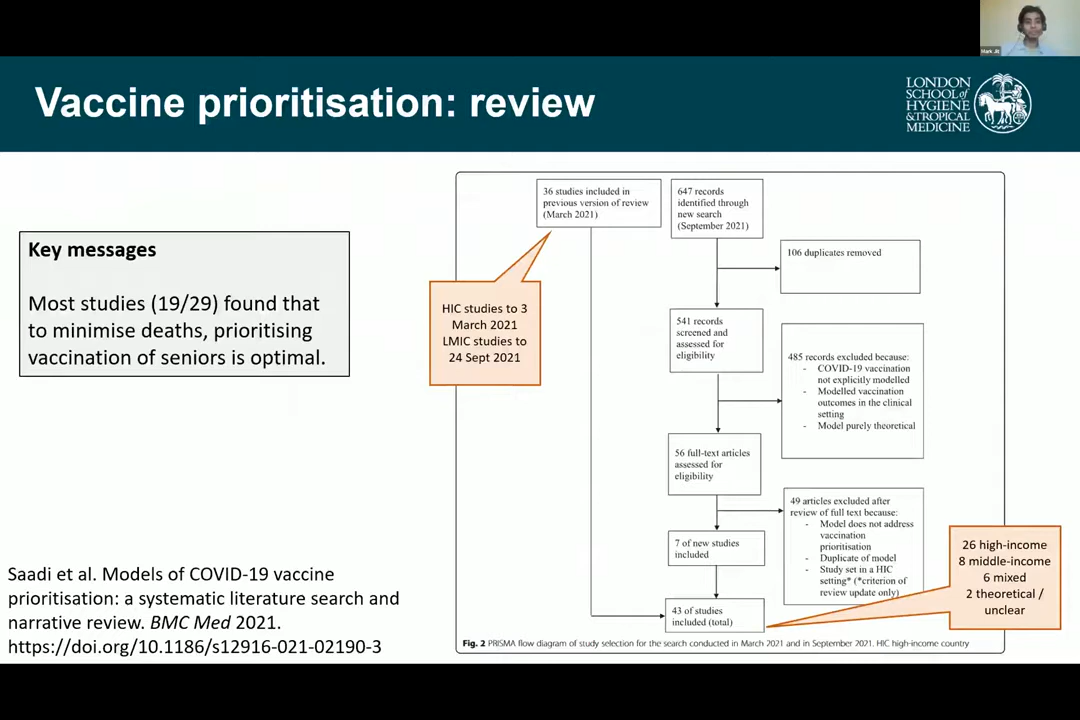 Mark Jit
Vaccine prioritisation: review
LONDON
SCHOOL of
HYGIENE
& TROPICAL
MEDICINE
Key messages
Most studies (19/29) found that
to minimise deaths, prioritising
vaccination of seniors is optimal.
Saadi et al. Models of COVID-19 vaccine
prioritisation: a systematic literature search and
narrative review. BMC Med 2021.
https://doi.org/10.1186/s12916-021-02190-3
36 studies included in
previous version of review
(March 2021)
647 records
identified through
new search
(September 2021)
106 duplicates removed
HIC studies to 3
March 2021
LMIC studies to
24 Sept 2021
541 records
screened and
assessed for
eligibility
485 records excluded because:
- COVID-19 vaccination
not explicitly modelled
- Modelled vaccination
outcomes in the clinical
setting
- Model purely theoretical
56 full-text articles
assessed for
eligibility
49 articles excluded after
review of full text because:
- Model does not address
vaccination
prioritisation
- Duplicate of model
- Study set in a HIC
setting* (*criterion of
review update only)
7 of new studies
included
43 of studies
included (total)
26 high-income
8 middle-income
6 mixed
2 theoretical /
unclear
Fig. 2 PRISMA flow diagram of study selection for the search conducted in March 2021 and in September 2021. HIC high-income country